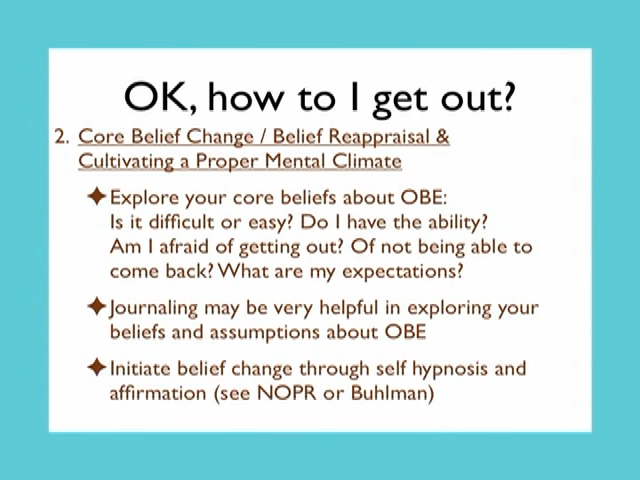 OK, how to I get out?
2. Core Belief Change / Belief Reappraisal &
Cultivating a Proper Mental Climate
✦Explore your core beliefs about OBE:
Is it difficult or easy? Do I have the ability?
Am I afraid of getting out? Of not being able to
come back? What are my expectations?
✦Journaling may be very helpful in exploring your
beliefs and assumptions about OBE
✦Initiate belief change through self hypnosis and
affirmation (see NOPR or Buhlman)